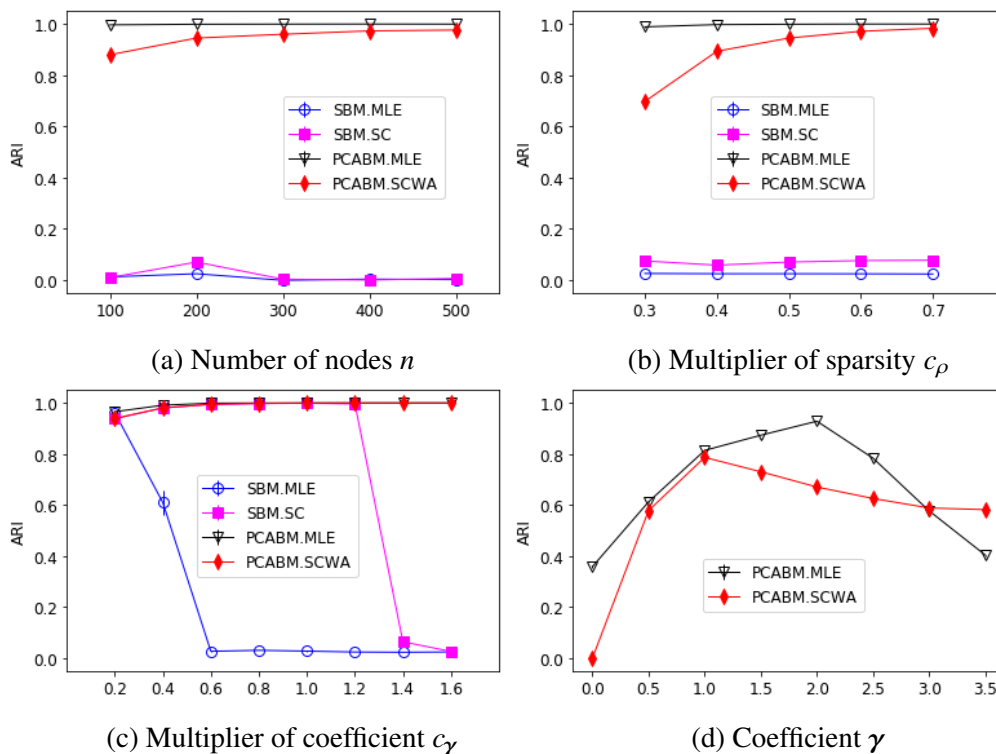 1.0
0.8
0.6
0.4
0.2
0.0
ARI
SBM.MLE
SBM.SC
PCABM.MLE
PCABM.SCWA
100 200 300 400 500
(a) Number of nodes n
1.0
0.8
0.6
0.4
0.2
0.0
ARI
SBM.MLE
SBM.SC
PCABM.MLE
PCABM.SCWA
0.3 0.4 0.5 0.6 0.7
(b) Multiplier of sparsity cρ
1.0
0.8
0.6
0.4
0.2
0.0
ARI
SBM.MLE
SBM.SC
PCABM.MLE
PCABM.SCWA
0.2 0.4 0.6 0.8 1.0 1.2 1.4 1.6
(c) Multiplier of coefficient cγ
1.0
0.8
0.6
0.4
0.2
0.0
ARI
PCABM.MLE
PCABM.SCWA
0.0 0.5 1.0 1.5 2.0 2.5 3.0 3.5
(d) Coefficient γ